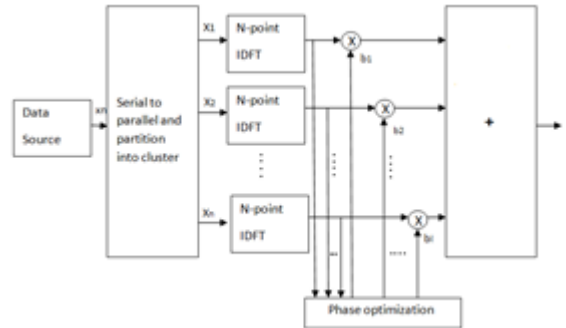 X1
N-point
IDFT
X
b1
X2
N-point
IDFT
X
b2
Data
Source
xn
Serial to
parallel and
partition
into cluster
+
Xn
N-point
IDFT
X
bl
Phase optimization